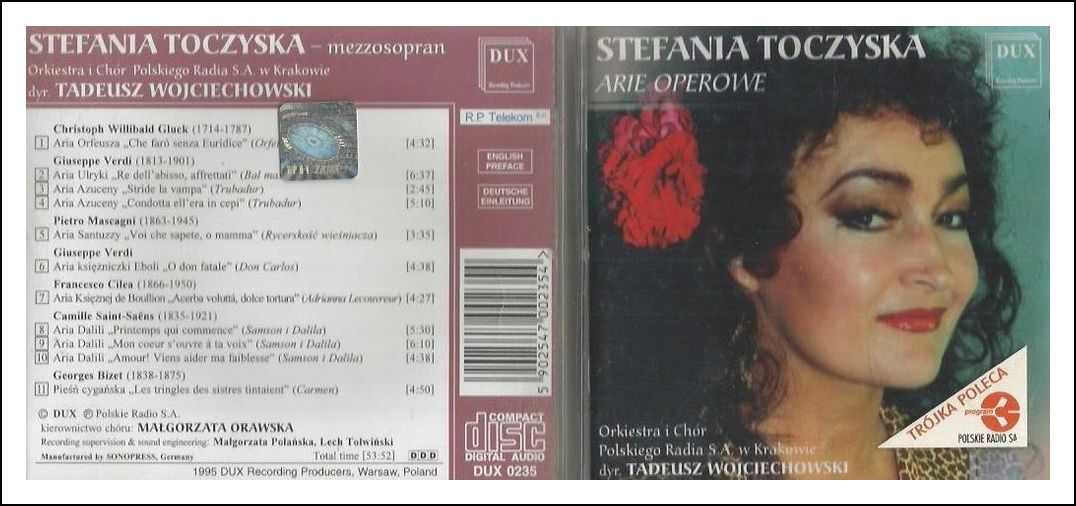 STEFANIA TOCZYSKA – mezzosopran
Orkiestra i Chór Polskiego Radia S.A. w Krakowie
dyr. TADEUSZ WOJCIECHOWSKI
DUX
Recording Producers
Christoph Willibald Gluck (1714-1787)
1 Aria Orfeusza „Che faró senza Euridice" [4:32]
Giuseppe Verdi (1813-1901)
2 Aria Ulryki „Re dell'abisso, affrettati" (Bal [6:37]
3 Aria Azuceny „Stride la vampa" (Trubadur) [2:45]
4 Aria Azuceny „Condotta ell'era in cepi" (Trubadur) [5:10]
Pietro Mascagni (1863-1945)
5 Aria Santuzzy „Voi che sapete, o mamma" (Rycerskość wieśniacza) [3:35]
Giuseppe Verdi
6 Aria księżniczki Eboli „O don fatale" (Don Carlos) [4:38]
Francesco Cilea (1866-1950)
7 Aria Księżnej de Boullion „Acerba voluttá, dolce tortura" (Adrianna Lecouvreur) [4:27]
Camille Saint-Saëns (1835-1921)
8 Aria Dalili „Printemps qui commence" (Samson i Dalila) [5:30]
9 Aria Dalili „Mon coeur s'ouvre à ta voix" (Samson i Dalila) [6:10]
10 Aria Dalili „Amour! Viens aider ma faiblesse" (Samson i Dalila) [4:38]
Georges Bizet (1838-1875)
11 Pieśń cygańska „Les tringles des sistres tintaient" (Carmen) [4:50]
© DUX ℗ Polskie Radio S.A.
kierownictwo chóru: MAŁGORZATA ORAWSKA
Recording supervision & sound engineering: Małgorzata Polańska, Lech Tołwiński
Manufactured by SONOPRESS, Germany Total time [53:52] DDD
1995 DUX Recording Producers, Warsaw, Poland
R.P. Telekom S.A.
ENGLISH
PREFACE
DEUTSCHE
EINLEITUNG
5 902547 002354 >
COMPACT
disc
DIGITAL AUDIO
DUX 0235
STEFANIA TOCZYSKA
ARIE OPEROWE
DUX
Recording Producers
TRÓJKA POLECA
program
POLSKIE RADIO SA
Orkiestra i Chór
Polskiego Radia S.A. w Krakowie
dyr. TADEUSZ WOJCIECHOWSKI